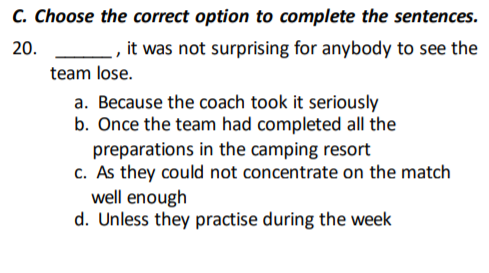 C. Choose the correct option to complete the sentences.
20. ______, it was not surprising for anybody to see the
team lose.
a. Because the coach took it seriously
b. Once the team had completed all the
preparations in the camping resort
c. As they could not concentrate on the match
well enough
d. Unless they practise during the week